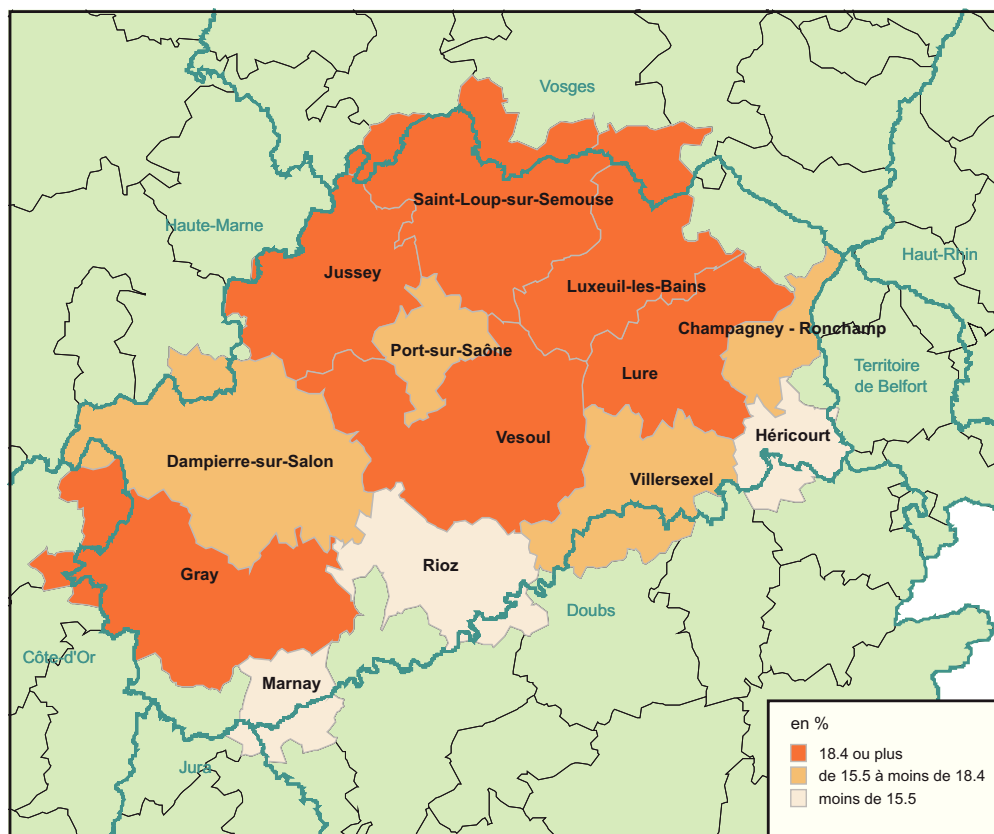 Vosges
Saint-Loup-sur-Semouse
Haute-Marne
Haut-Rhin
Jussey
Luxeuil-les-Bains
Champagney - Ronchamp
Port-sur-Saône
Territoire
de Belfort
Lure
Vesoul
Héricourt
Dampierre-sur-Salon
Villersexel
Rioz
Gray
Doubs
Côte-d'Or
Marnay
Jura
en %
18.4 ou plus
de 15.5 à moins de 18.4
moins de 15.5